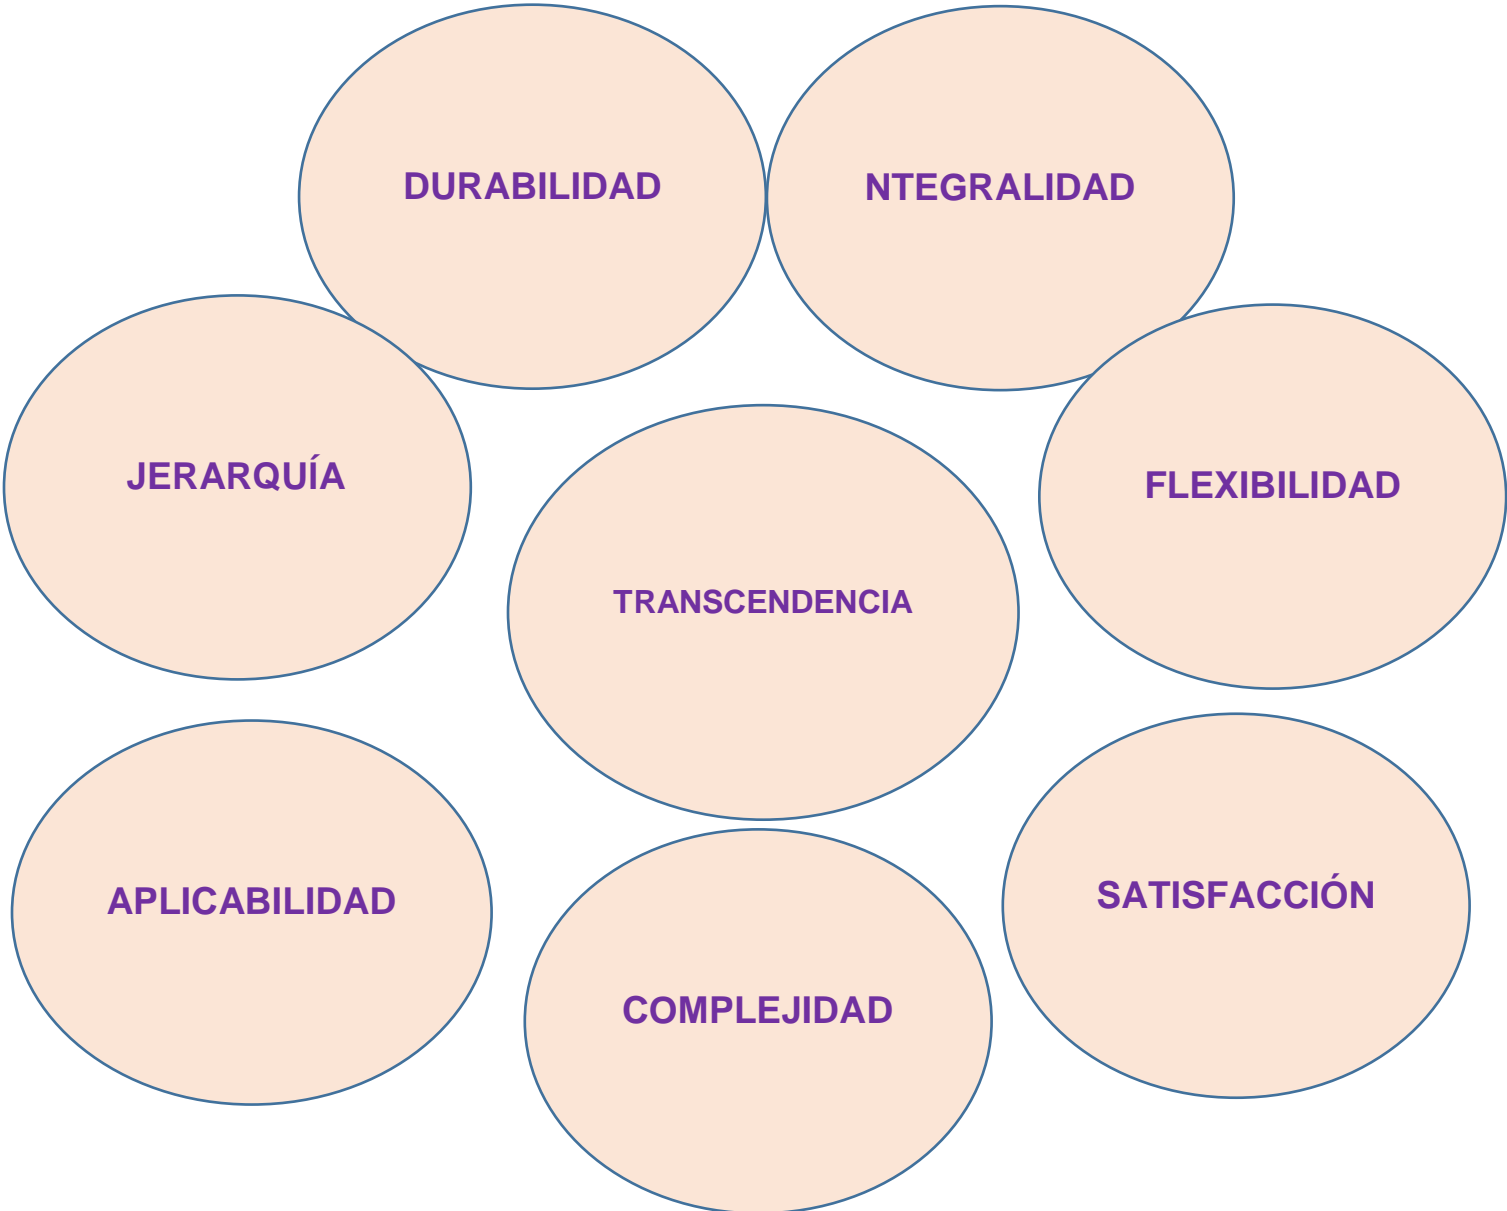 DURABILIDAD
NTEGRALIDAD
JERARQUÍA
FLEXIBILIDAD
TRANSCENDENCIA
APLICABILIDAD
SATISFACCIÓN
COMPLEJIDAD